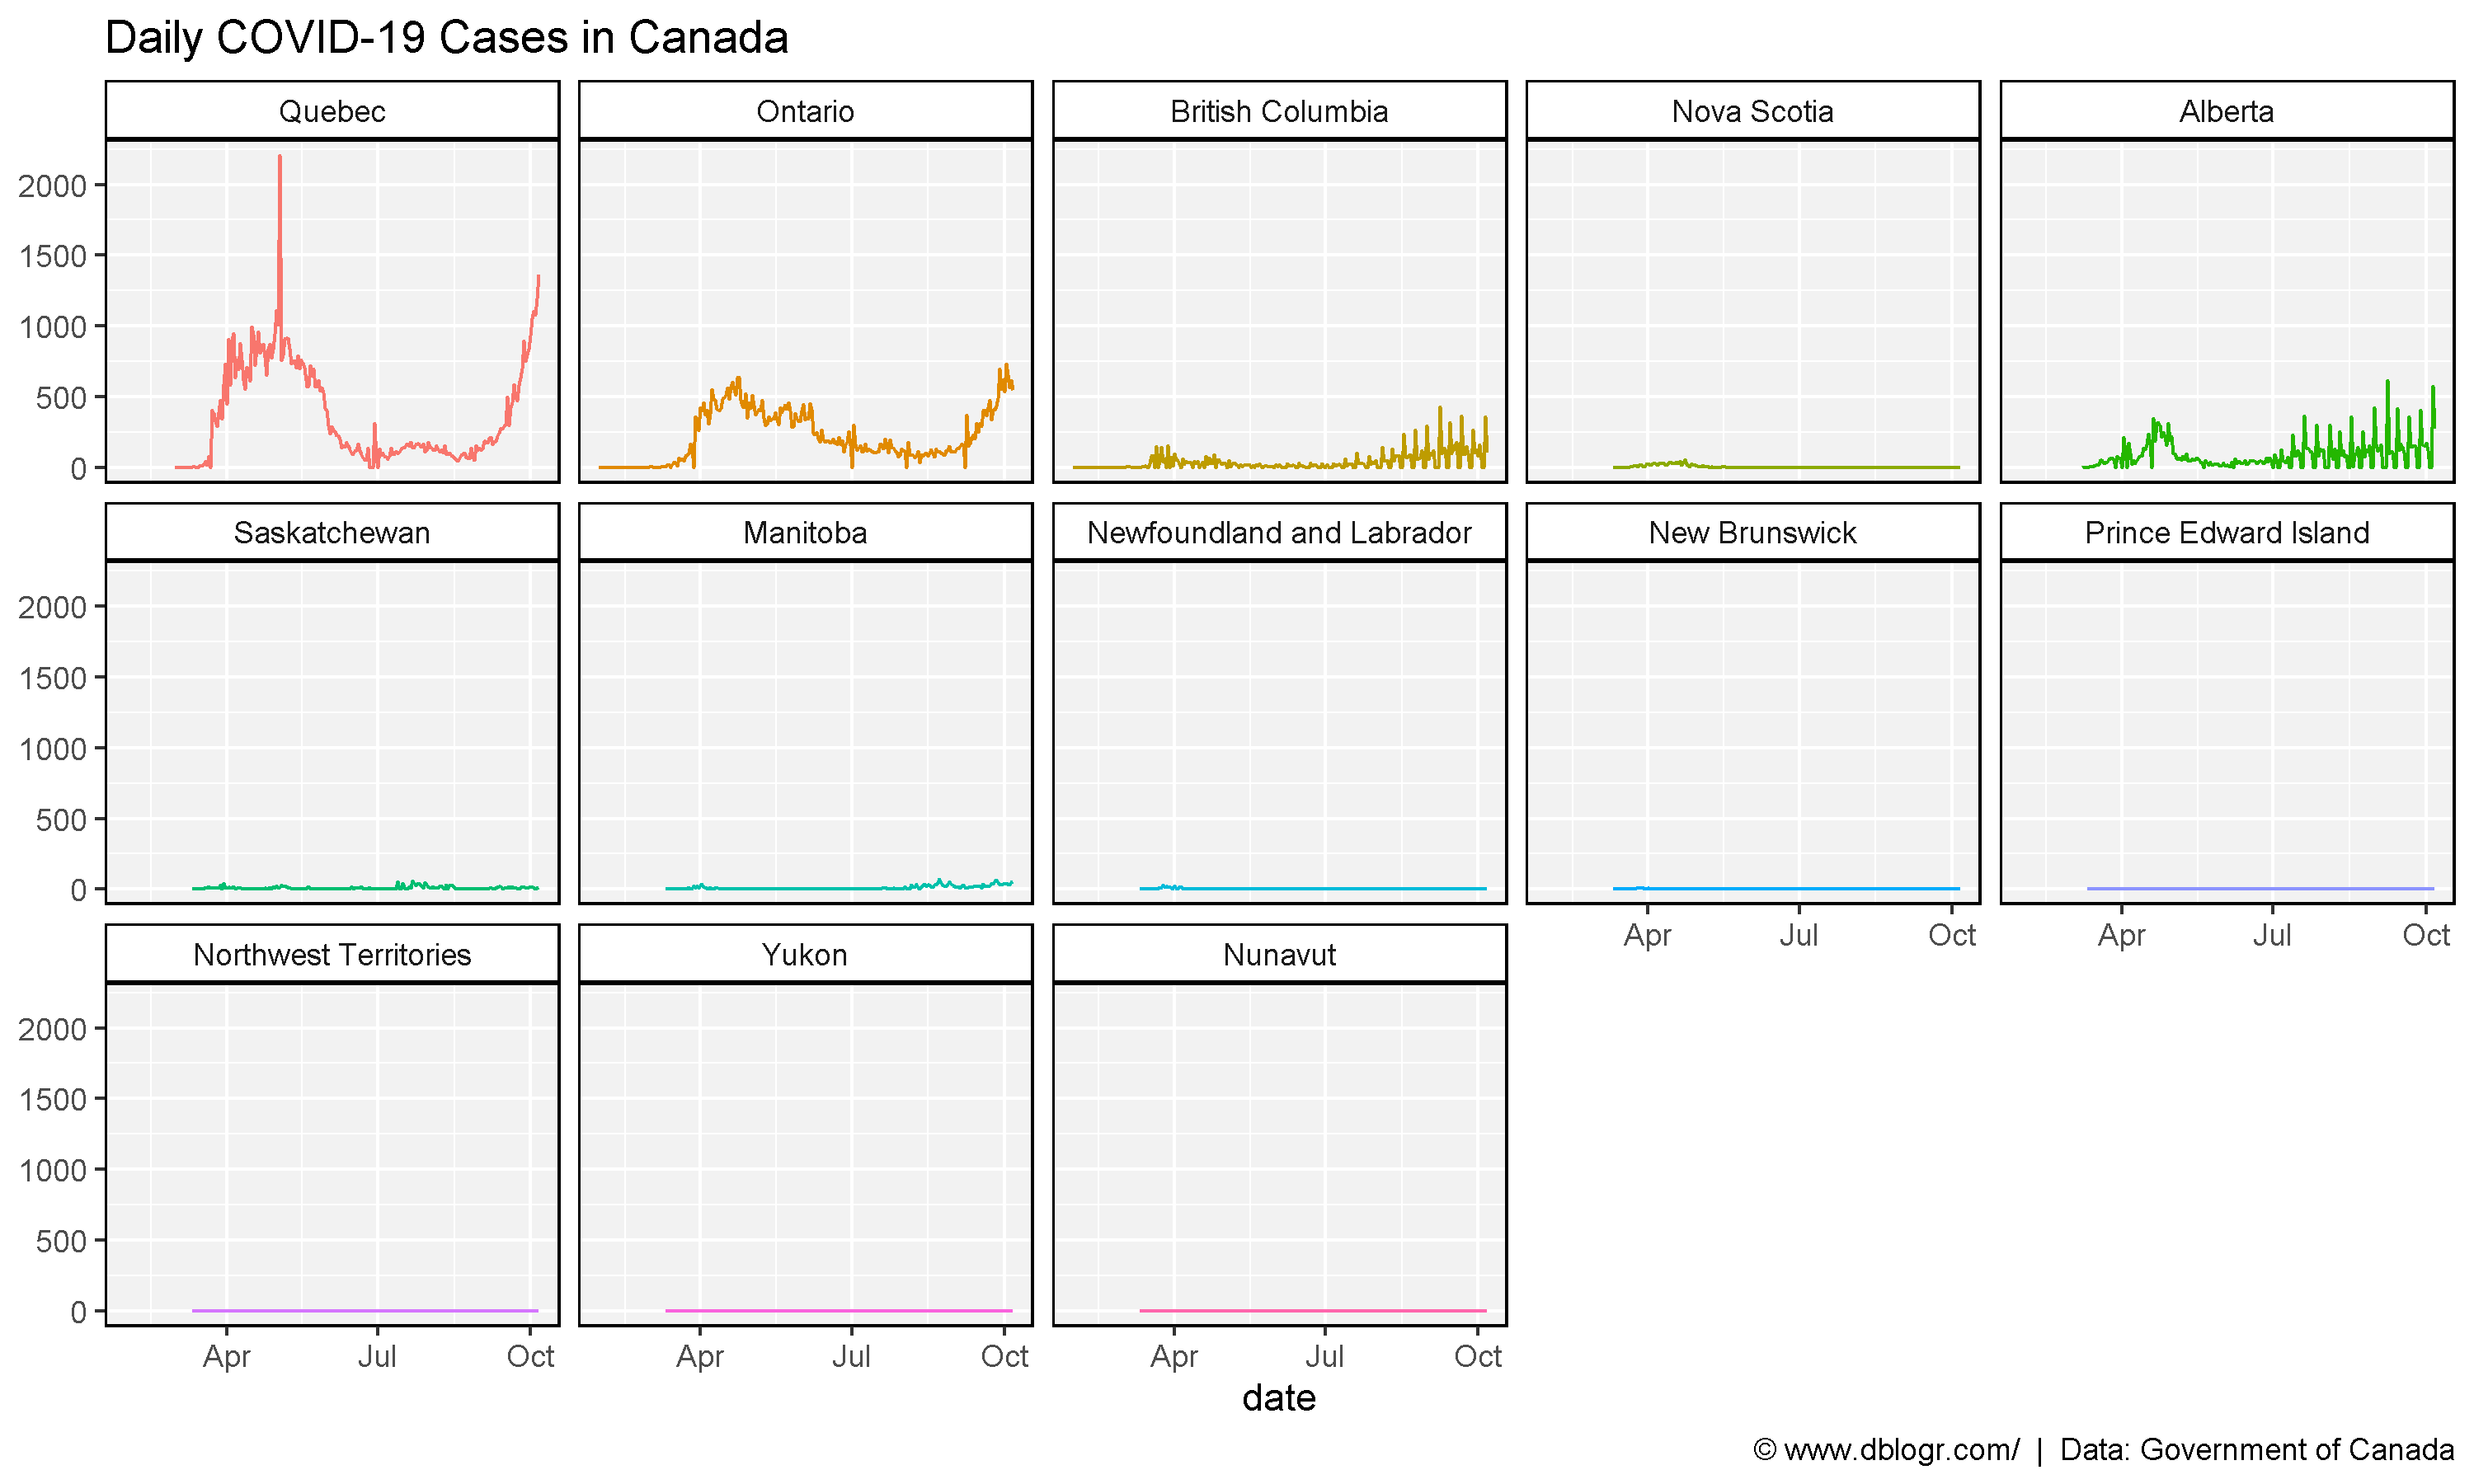 Daily COVID-19 Cases in Canada
Quebec
Ontario
British Columbia
Nova Scotia
Alberta
2000
1500
1000
500
0
Saskatchewan
Manitoba
Newfoundland and Labrador
New Brunswick
Prince Edward Island
2000
1500
1000
500
0
Apr Jul Oct
Apr Jul Oct
Northwest Territories
Yukon
Nunavut
2000
1500
1000
500
0
Apr Jul Oct
Apr Jul Oct
Apr Jul Oct
date
© www.dblogr.com/ | Data: Government of Canada